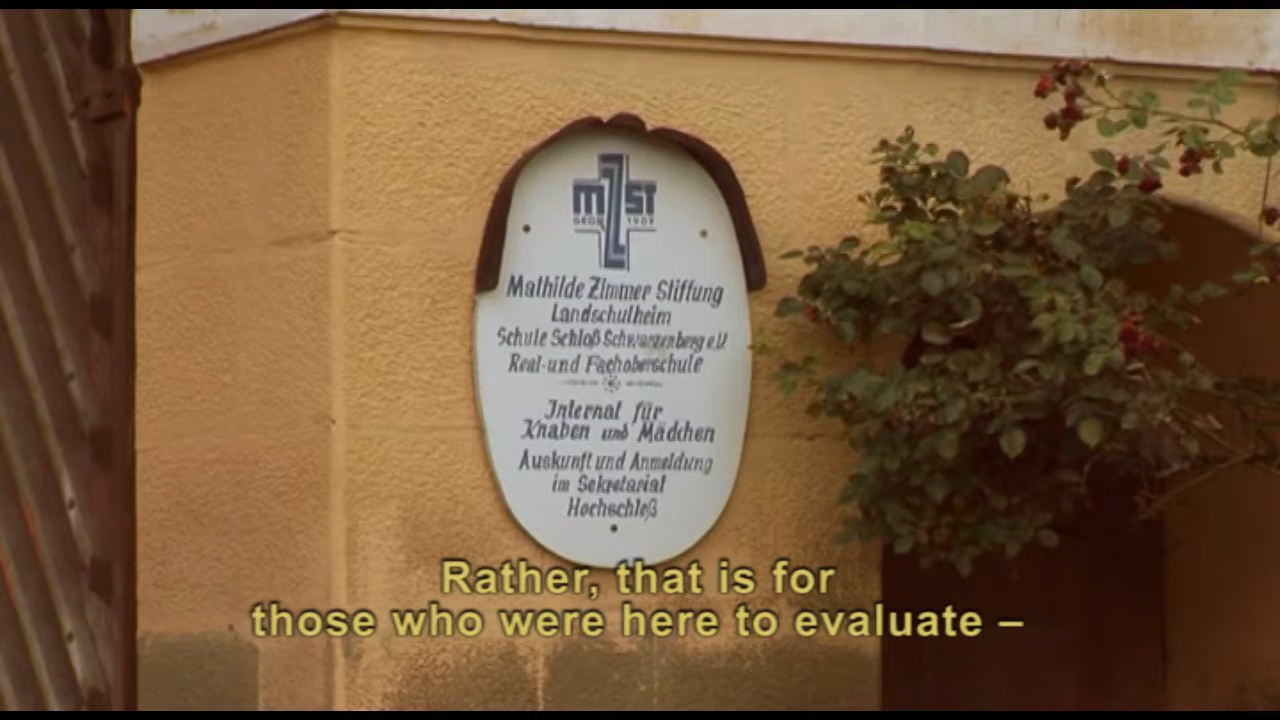 MZST
GEGR 1907
Mathilde Zimmer Stiftung
Landschulheim
Schule Schloß Schwarzenberg e.V.
Real- und Fachoberschule
Internat für
Knaben und Mädchen
Auskunft und Anmeldung
im Sekretariat
Hochschloß
Rather, that is for
those who were here to evaluate –